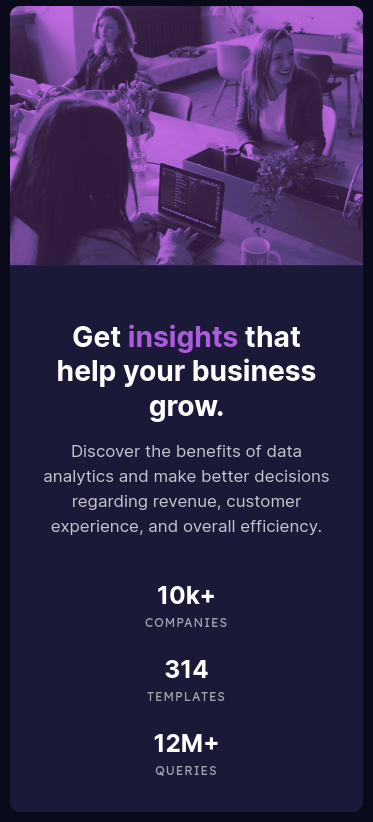 Get insights that
help your business
grow.
Discover the benefits of data
analytics and make better decisions
regarding revenue, customer
experience, and overall efficiency.
10k+
COMPANIES
314
TEMPLATES
12M+
QUERIES